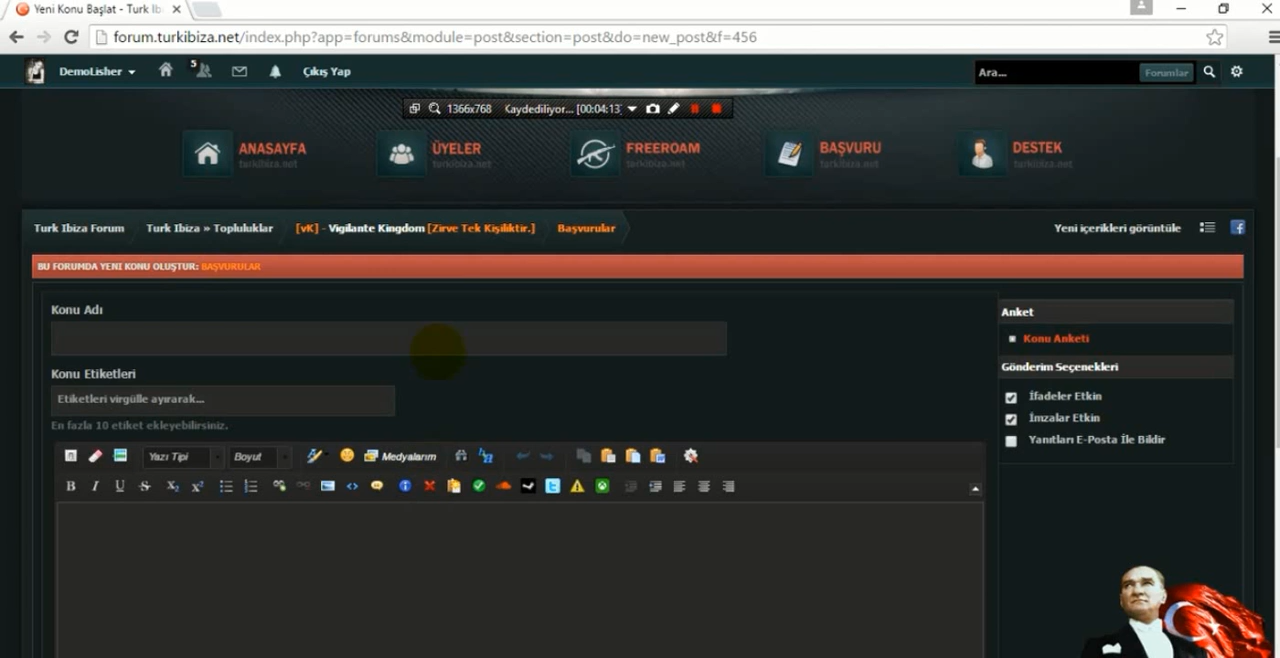 Yeni Konu Başlat - Turk Ib
forum.turkibiza.net/index.php?app=forums&module=post&section=post&do=new_post&f=456
DemoLisher
5
Çıkış Yap
Ara...
Forumlar
1366x768 Kaydediliyor... [00:04:13]
ANASAYFA
turkibiza.net
ÜYELER
turkibiza.net
FREEROAM
turkibiza.net
BAŞVURU
turkibiza.net
DESTEK
turkibiza.net
Turk Ibiza Forum
Turk Ibiza » Topluluklar
[vK] - Vigilante Kingdom [Zirve Tek Kişiliktir.]
Başvurular
Yeni içerikleri görüntüle
BU FORUMDA YENİ KONU OLUŞTUR: BAŞVURULAR
Konu Adı
Konu Etiketleri
Etiketleri virgülle ayırarak...
En fazla 10 etiket ekleyebilirsiniz.
Anket
Konu Anketi
Gönderim Seçenekleri
İfadeler Etkin
İmzalar Etkin
Yanıtları E-Posta İle Bildir
Yazı Tipi
Boyut
Medyalarım
B I U S X₂ X²